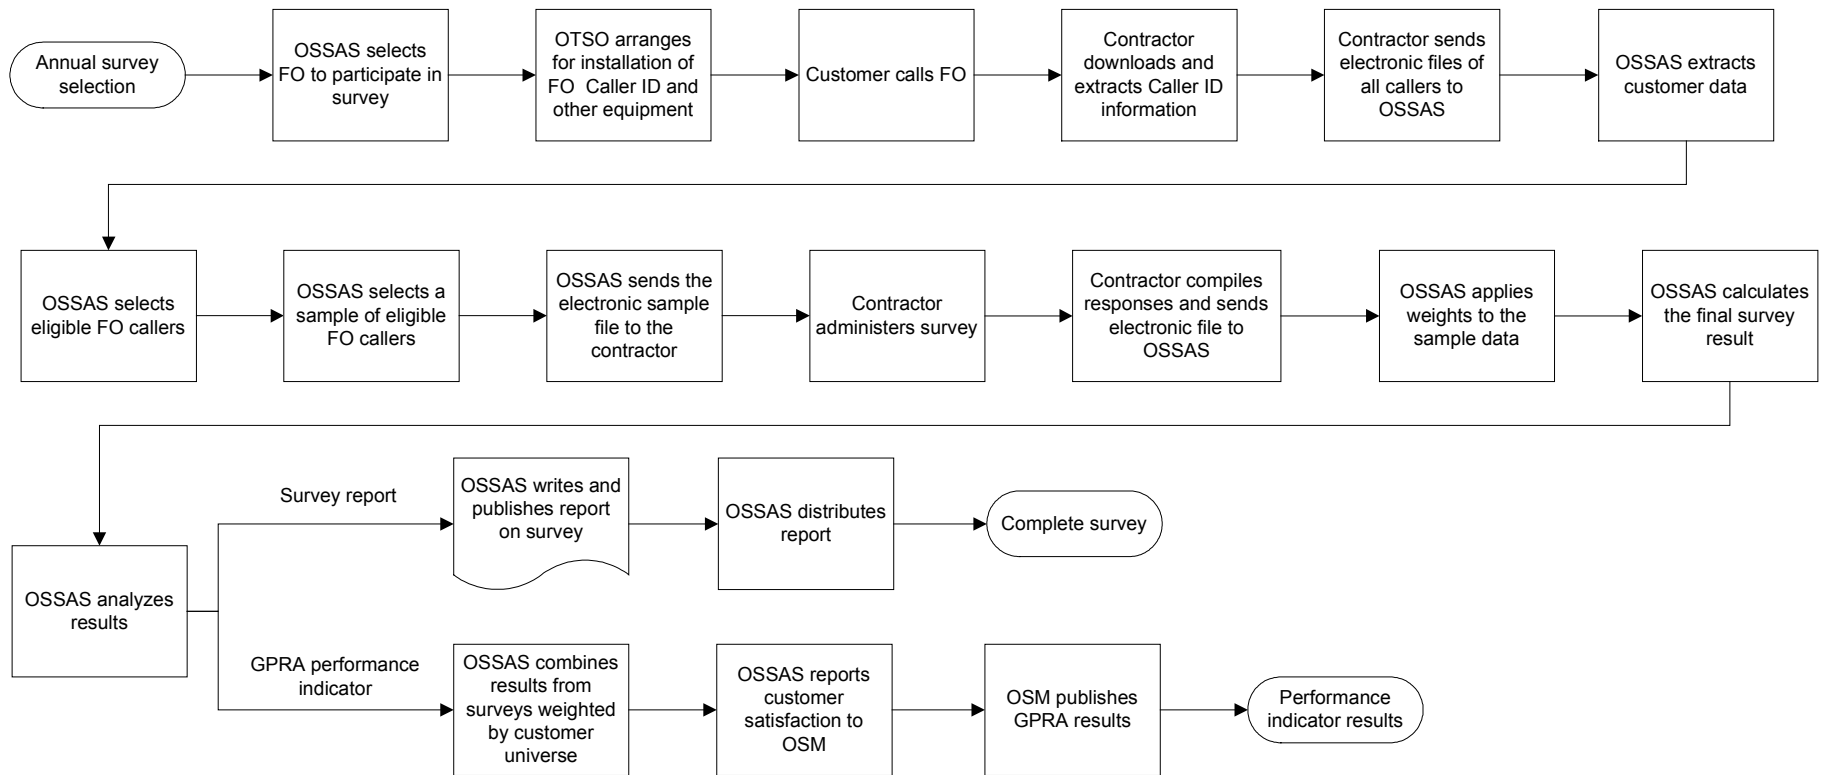 Annual survey
selection
OSSAS selects
FO to participate in
survey
OTSO arranges
for installation of
FO Caller ID and
other equipment
Customer calls FO
Contractor
downloads and
extracts Caller ID
information
Contractor sends
electronic files of
all callers to
OSSAS
OSSAS extracts
customer data
OSSAS selects
eligible FO callers
OSSAS selects a
sample of eligible
FO callers
OSSAS sends the
electronic sample
file to the
contractor
Contractor
administers survey
Contractor compiles
responses and sends
electronic file to
OSSAS
OSSAS applies
weights to the
sample data
OSSAS calculates
the final survey
result
OSSAS analyzes
results
Survey report
OSSAS writes and
publishes report
on survey
OSSAS distributes
report
Complete survey
GPRA performance
indicator
OSSAS combines
results from
surveys weighted
by customer
universe
OSSAS reports
customer
satisfaction to
OSM
OSM publishes
GPRA results
Performance
indicator results